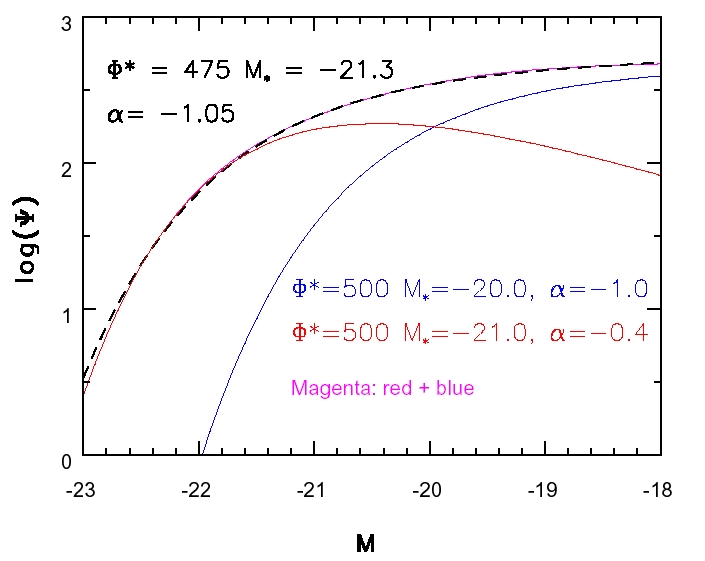 3
Φ* = 475 M* = −21.3
α= −1.05
2
log(Ψ)
Φ*=500 M*=−20.0, α=−1.0
1
Φ*=500 M*=−21.0, α=−0.4
Magenta: red + blue
0
-23 -22 -21 -20 -19 -18
M